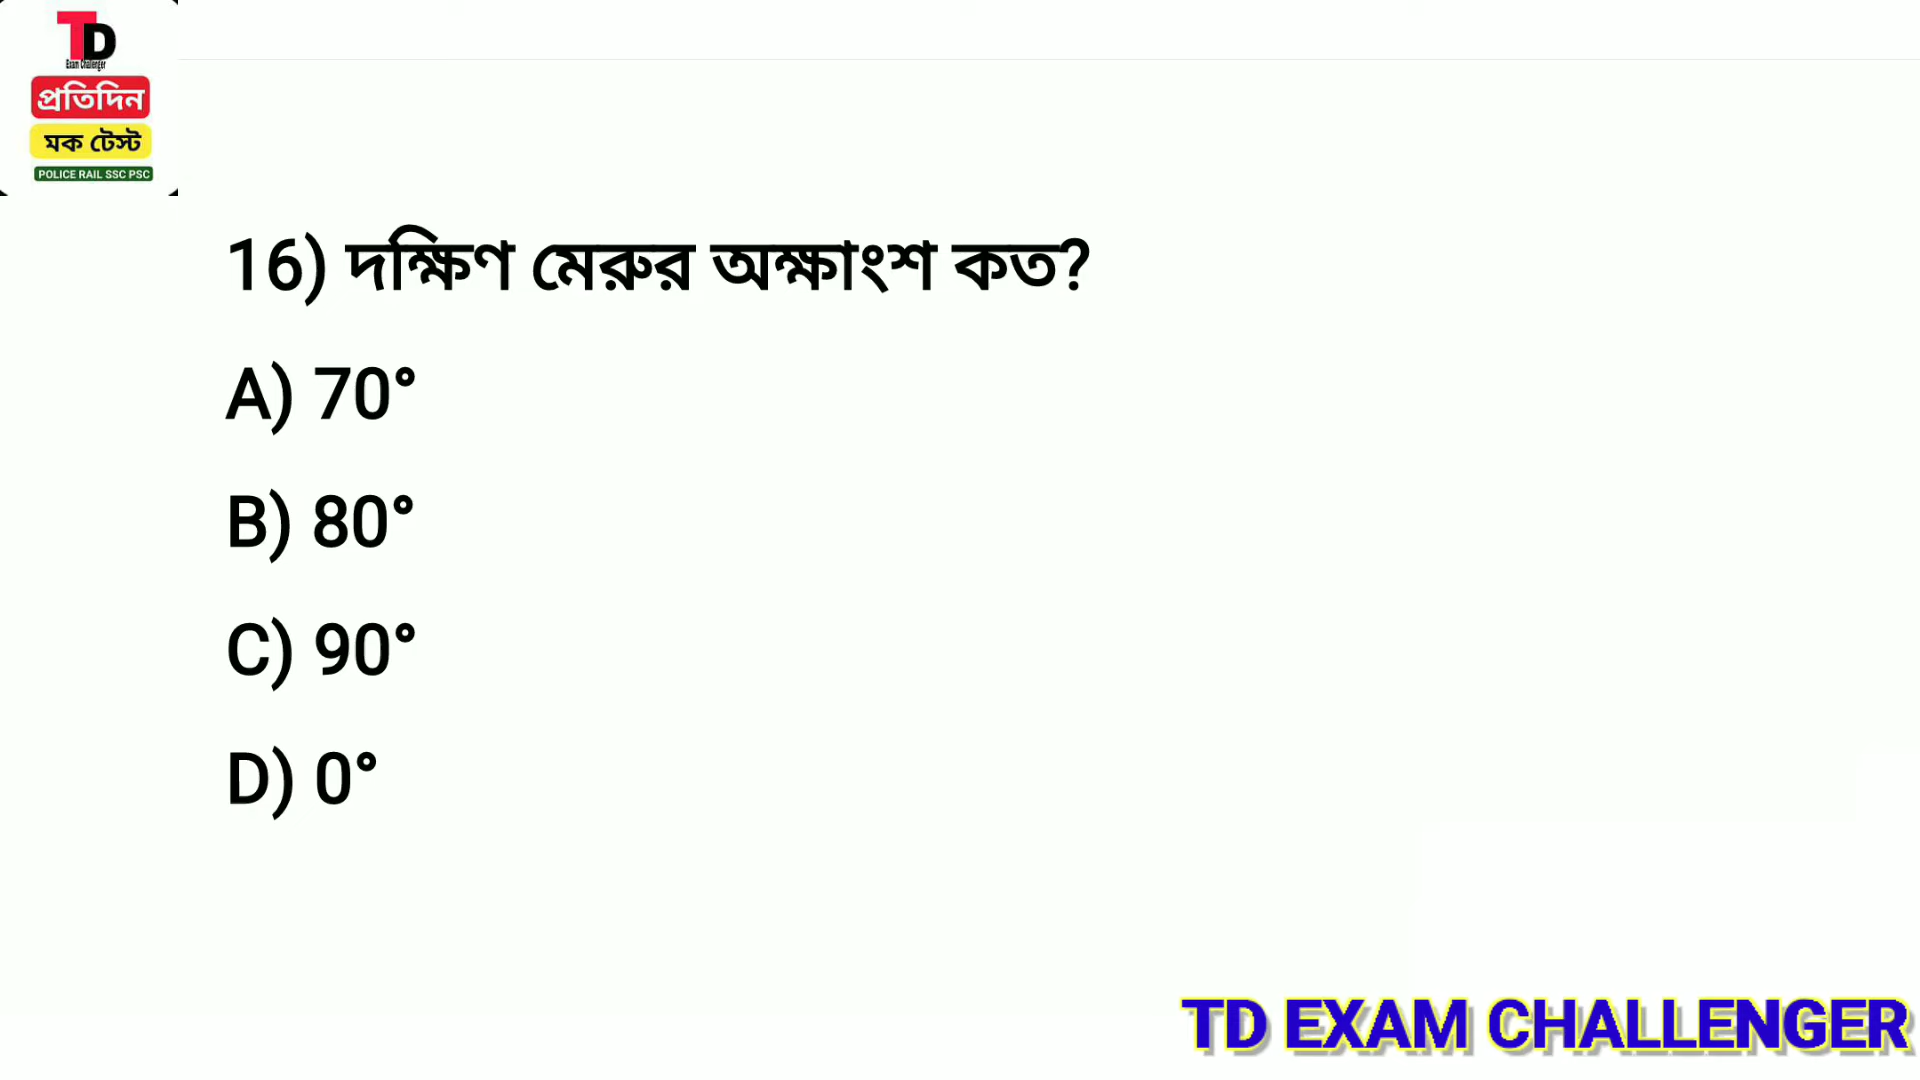 TD
Exam Challenger
প্রতিদিন
মক টেস্ট
POLICE RAIL SSC PSC
16) দক্ষিণ মেরুর অক্ষাংশ কত?
A) 70°
B) 80°
C) 90°
D) 0°
TD EXAM CHALLENGER